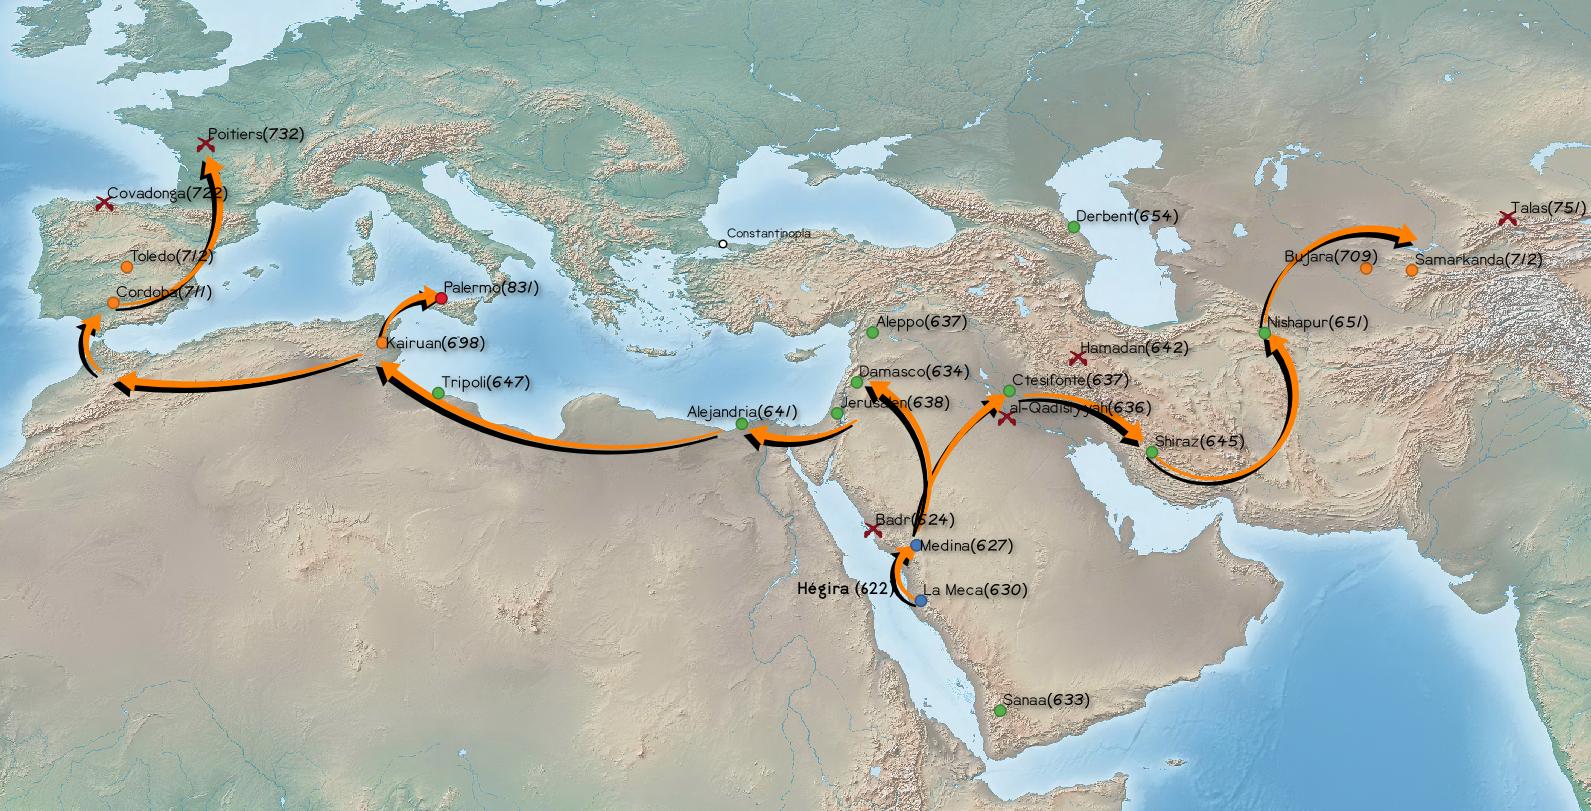 Poitiers(732)
Covadonga(722)
Talas(751)
Derbent(654)
Constantinopla
Toledo(712)
Bujara(709)
Samarkanda(712)
Cordoba(711)
Palermo(831)
Aleppo(637)
Nishapur(651)
Kairuan(698)
Hamadan(642)
Damasco(634)
Tripoli(647)
Ctesifonte(637)
Jerusalen(638)
Alejandria(641)
al-Qadisiyyah(636)
Shiraz(645)
Badr(624)
Medina(627)
Hégira (622)
La Meca(630)
Sanaa(633)